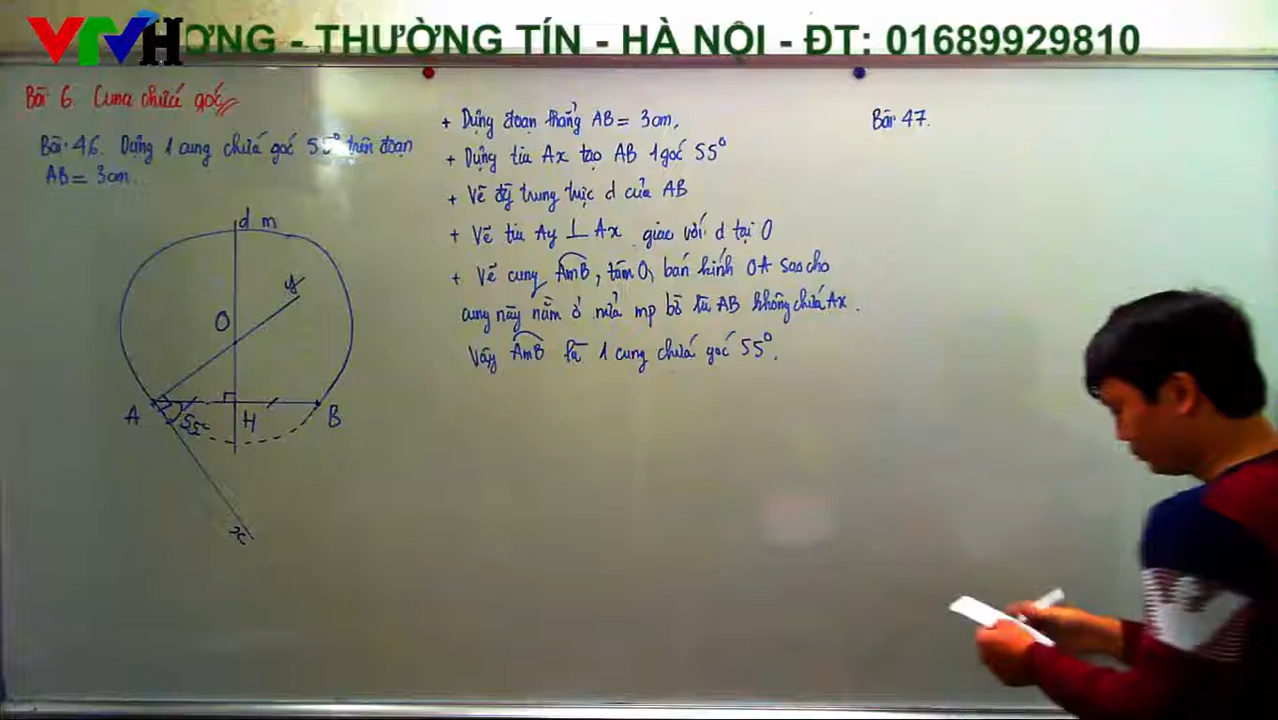 VTVH
ƯƠNG - THƯỜNG TÍN - HÀ NỘI - ĐT: 01689929810
Bài 6. Cung chứa góc
Bài 46. Dựng 1 cung chứa góc 55° trên đoạn
AB = 3cm.
d m
y
O
A
55°
H
B
x
+ Dựng đoạn thẳng AB = 3cm,
+ Dựng tia Ax tạo AB 1 góc 55°
+ Vẽ đg trung trực d của AB
+ Vẽ tia Ay ⊥ Ax giao với d tại O
+ Vẽ cung AmB, tâm O, bán kính OA sao cho
cung này nằm ở nửa mp bờ là AB không chứa Ax.
Vậy AmB là 1 cung chứa góc 55°.
Bài 47.